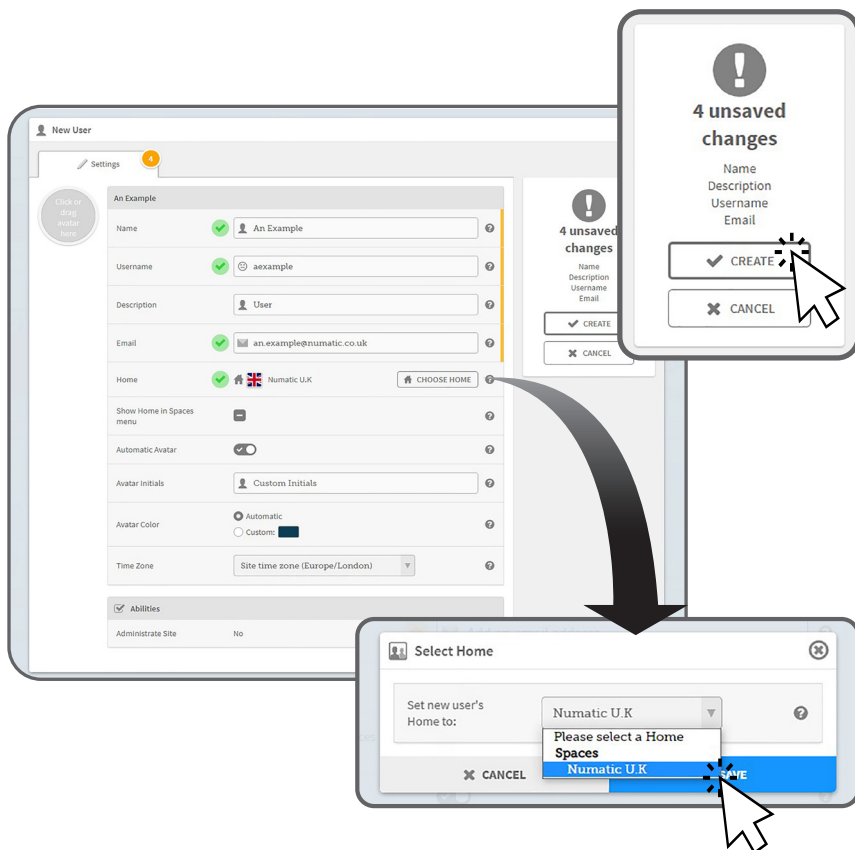 4 unsaved
changes
Name
Description
Username
Email
CREATE
CANCEL
New User
Settings
4
Click or
drag
avatar
here
An Example
Name
An Example
Username
aexample
Description
User
Email
an.example@numatic.co.uk
Home
Numatic U.K
CHOOSE HOME
Show Home in Spaces
menu
Automatic Avatar
Avatar Initials
Custom Initials
Avatar Color
Automatic
Custom:
Time Zone
Site time zone (Europe/London)
Abilities
Administrate Site
No
4 unsaved
changes
Name
Description
Username
Email
CREATE
CANCEL
Select Home
Set new user's
Home to:
Numatic U.K
Please select a Home
Spaces
Numatic U.K
CANCEL